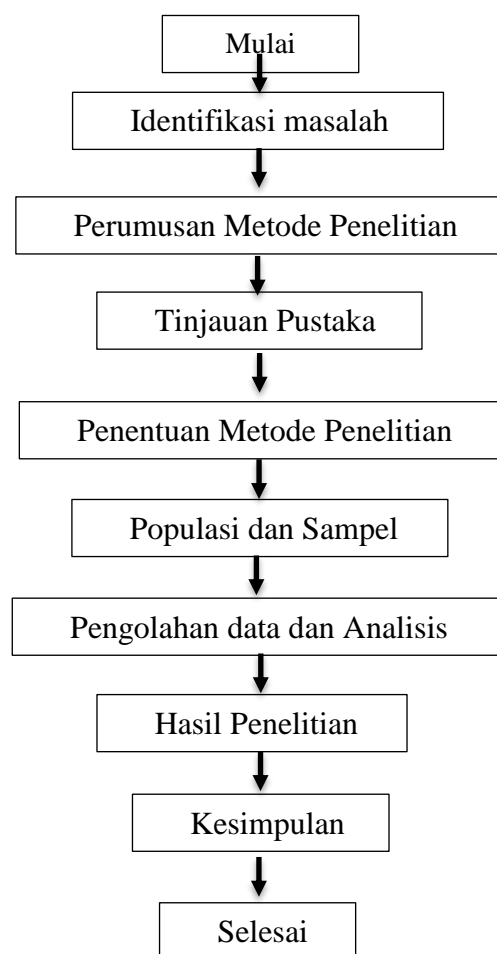 Mulai
Identifikasi masalah
Perumusan Metode Penelitian
Tinjauan Pustaka
Penentuan Metode Penelitian
Populasi dan Sampel
Pengolahan data dan Analisis
Hasil Penelitian
Kesimpulan
Selesai